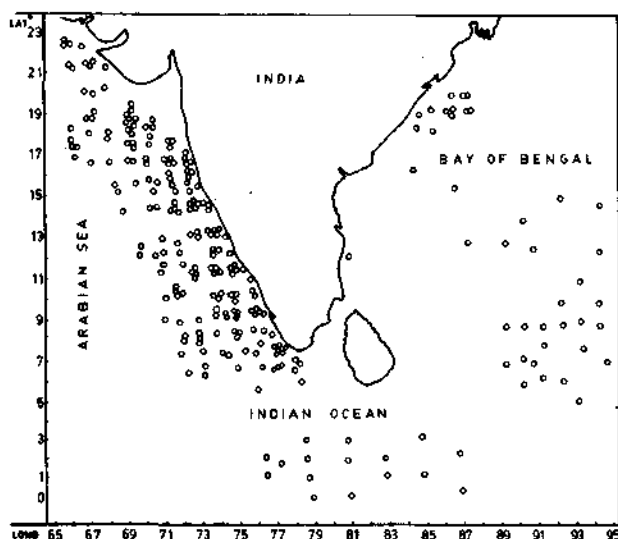 LAT°
23
21
19
17
15
13
11
9
7
5
3
1
0
INDIA
BAY OF BENGAL
ARABIAN SEA
INDIAN OCEAN
LONG 65 67 69 71 73 75 77 79 81 83 85 87 89 91 93 95